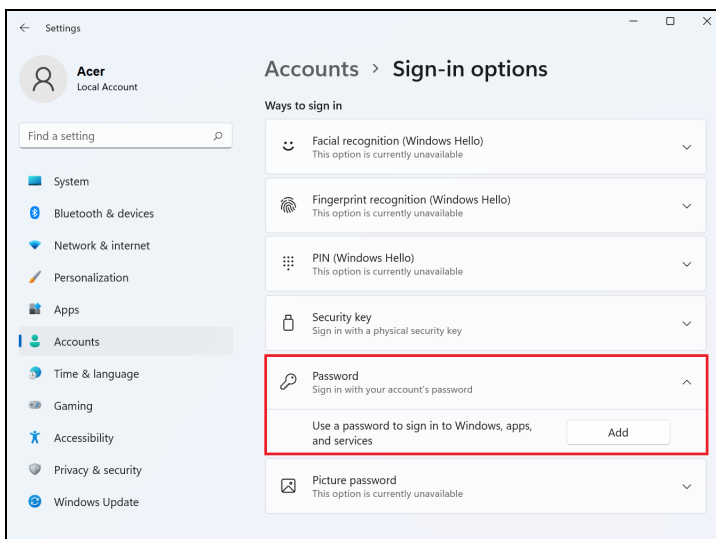 Settings
Acer
Local Account
Find a setting
System
Bluetooth & devices
Network & internet
Personalization
Apps
Accounts
Time & language
Gaming
Accessibility
Privacy & security
Windows Update
Accounts > Sign-in options
Ways to sign in
Facial recognition (Windows Hello)
This option is currently unavailable
Fingerprint recognition (Windows Hello)
This option is currently unavailable
PIN (Windows Hello)
This option is currently unavailable
Security key
Sign in with a physical security key
Password
Sign in with your account's password
Use a password to sign in to Windows, apps,
and services
Add
Picture password
This option is currently unavailable